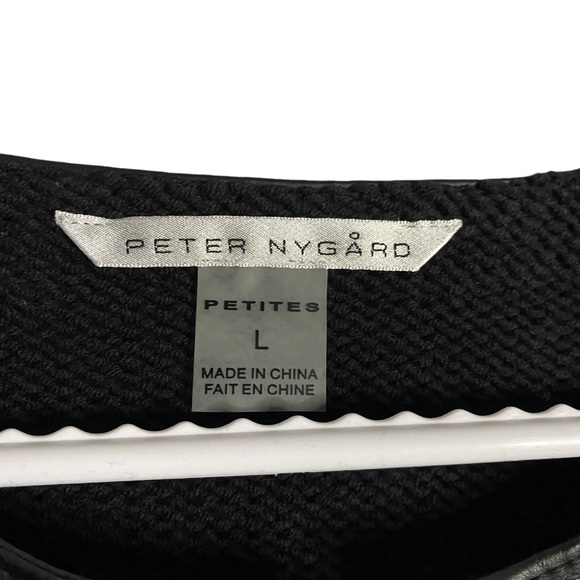 PETER NYGÅRD
PETITES
L
MADE IN CHINA
FAIT EN CHINE